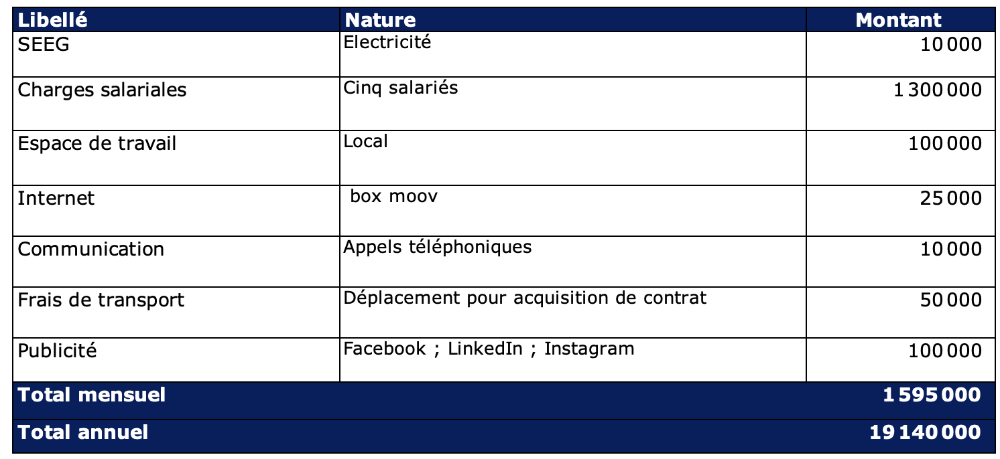 Libellé Nature Montant
SEEG Electricité 10 000
Charges salariales Cinq salariés 1 300 000
Espace de travail Local 100 000
Internet box moov 25 000
Communication Appels téléphoniques 10 000
Frais de transport Déplacement pour acquisition de contrat 50 000
Publicité Facebook ; LinkedIn ; Instagram 100 000
Total mensuel 1 595 000
Total annuel 19 140 000